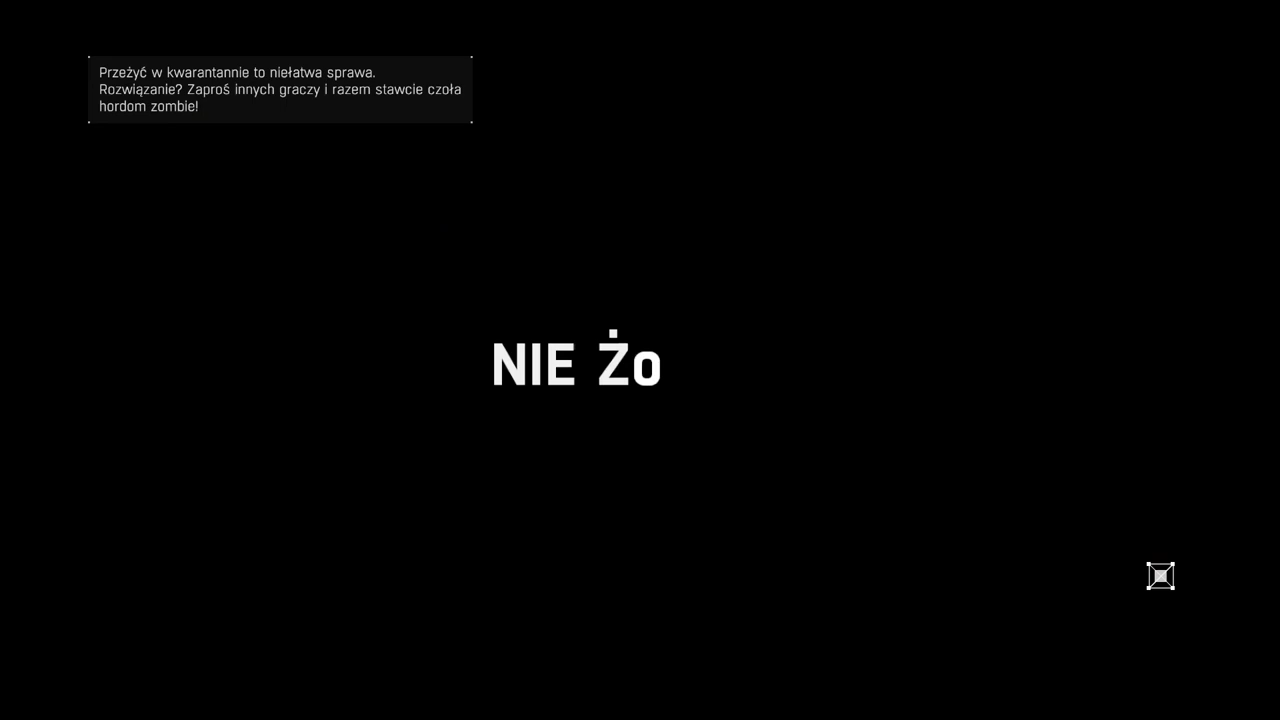 Przeżyć w kwarantannie to niełatwa sprawa.
Rozwiązanie? Zaproś innych graczy i razem stawcie czoła
hordom zombie!
NIE Żo